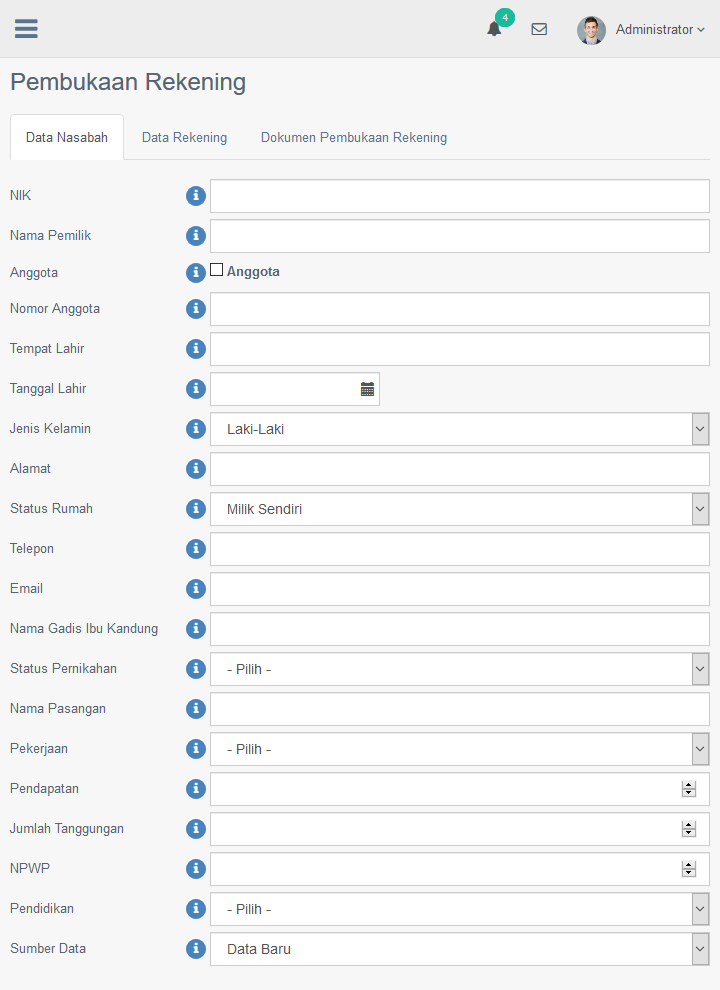 4
Administrator
Pembukaan Rekening
Data Nasabah Data Rekening Dokumen Pembukaan Rekening
NIK
Nama Pemilik
Anggota Anggota
Nomor Anggota
Tempat Lahir
Tanggal Lahir
Jenis Kelamin Laki-Laki
Alamat
Status Rumah Milik Sendiri
Telepon
Email
Nama Gadis Ibu Kandung
Status Pernikahan - Pilih -
Nama Pasangan
Pekerjaan - Pilih -
Pendapatan
Jumlah Tanggungan
NPWP
Pendidikan - Pilih -
Sumber Data Data Baru